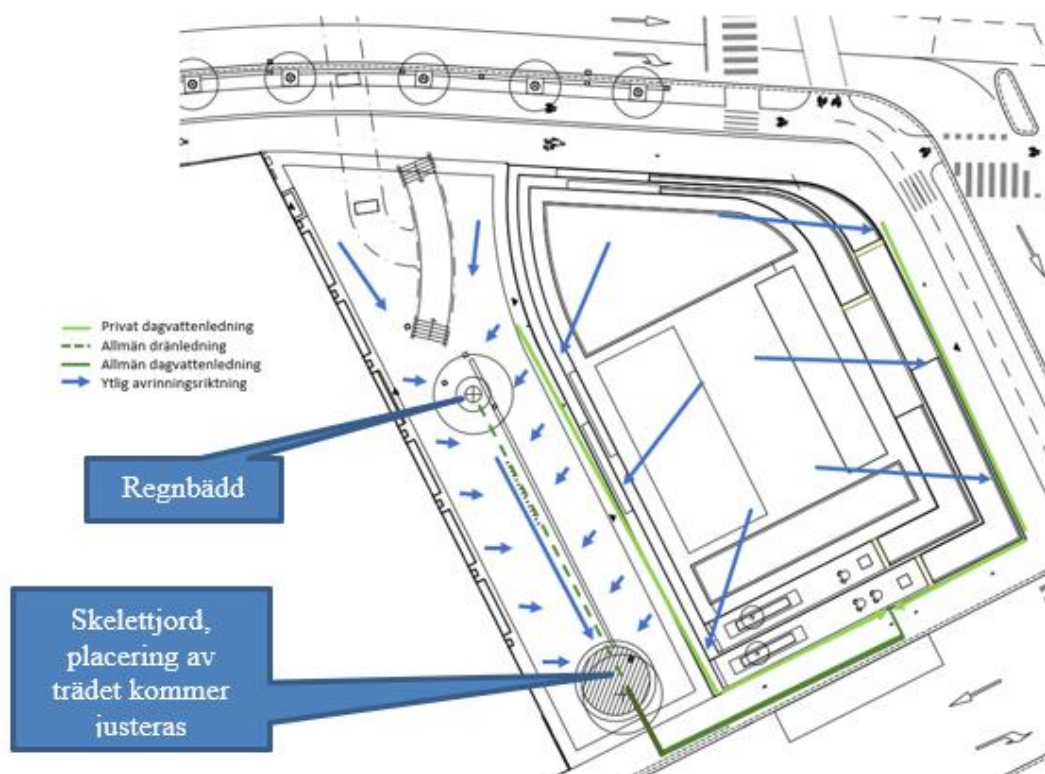 Privat dagvattenledning
Allmän dränledning
Allmän dagvattenledning
Ytlig avrinningsriktning
Regnbädd
Skelettjord,
placering av
trädet kommer
justeras